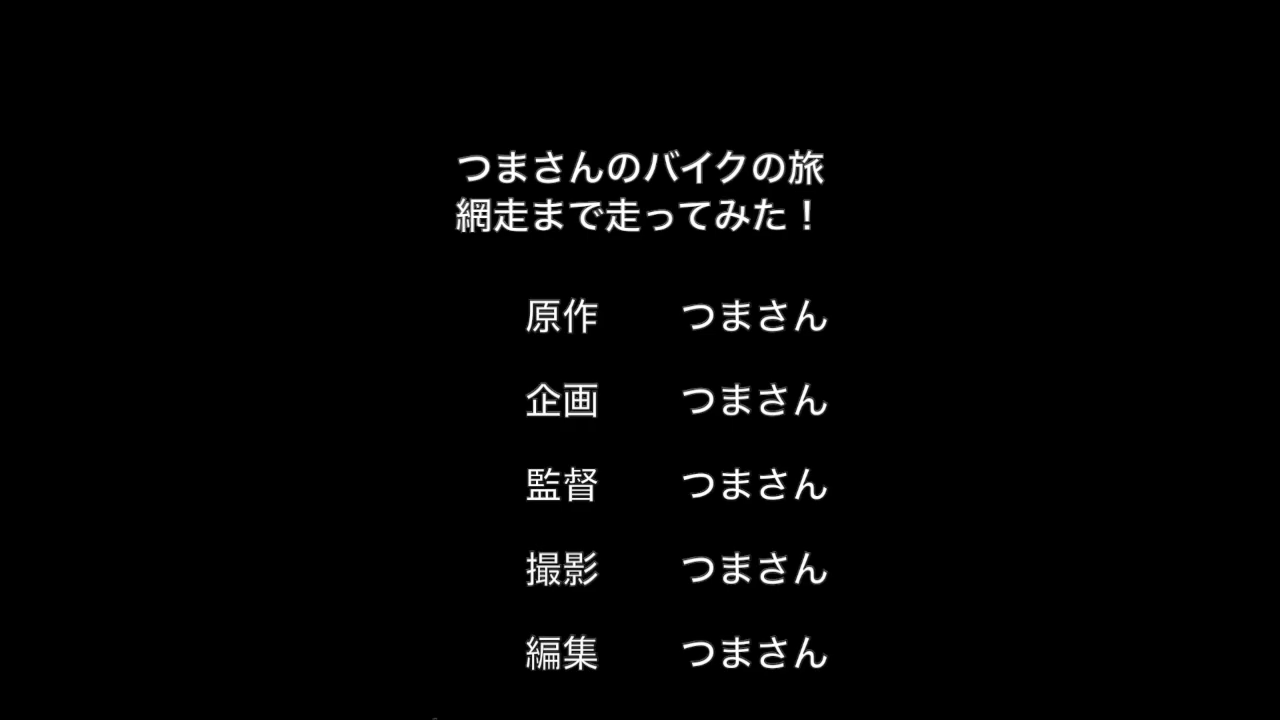 つまさんのバイクの旅
網走まで走ってみた！
原作 つまさん
企画 つまさん
監督 つまさん
撮影 つまさん
編集 つまさん